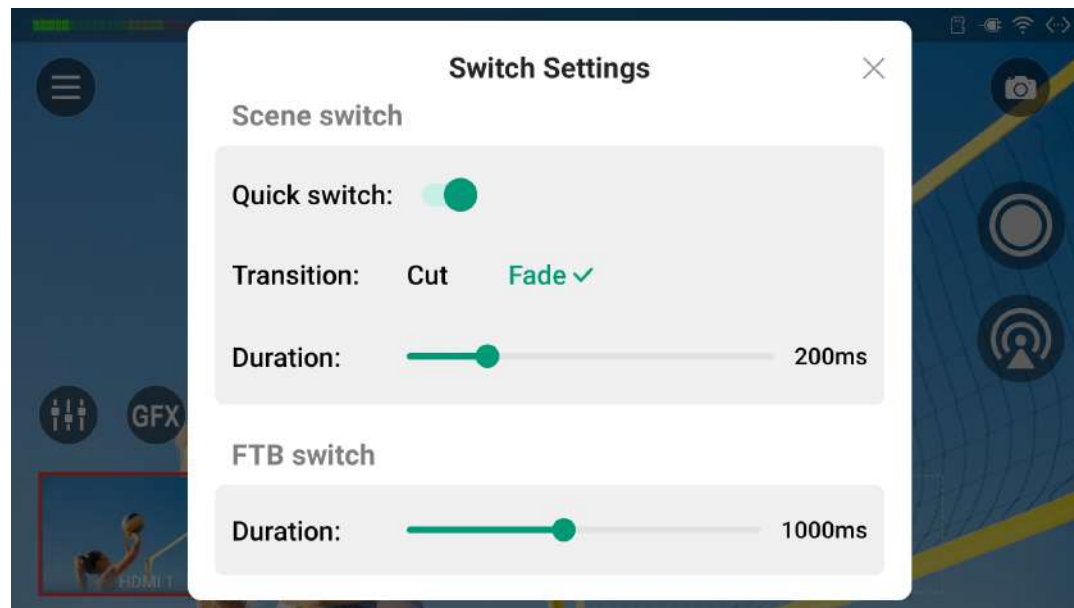 Switch Settings
Scene switch
Quick switch:
Transition: Cut Fade
Duration: 200ms
GFX
FTB switch
Duration: 1000ms
HDMI 1